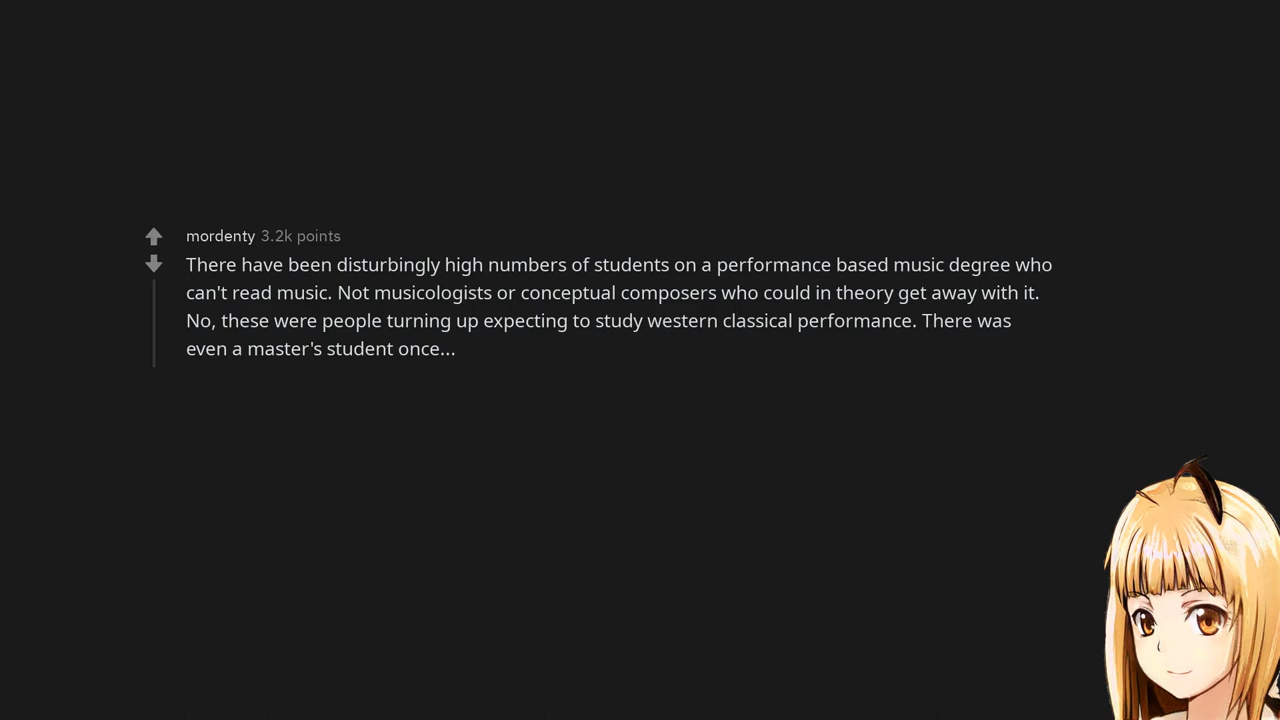 mordenty 3.2k points
There have been disturbingly high numbers of students on a performance based music degree who
can't read music. Not musicologists or conceptual composers who could in theory get away with it.
No, these were people turning up expecting to study western classical performance. There was
even a master's student once...